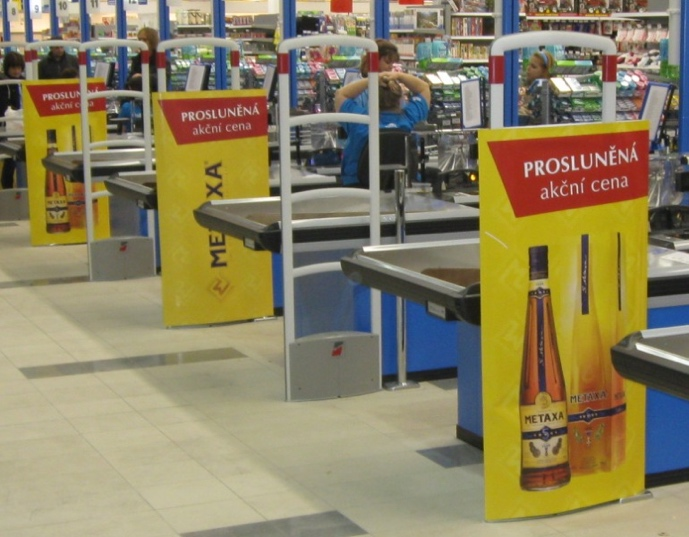 PROSLUNĚNÁ
akční cena
PROSLUNĚNÁ
akční cena
METAXA
PROSLUNĚNÁ
akční cena
METAXA
METAXA